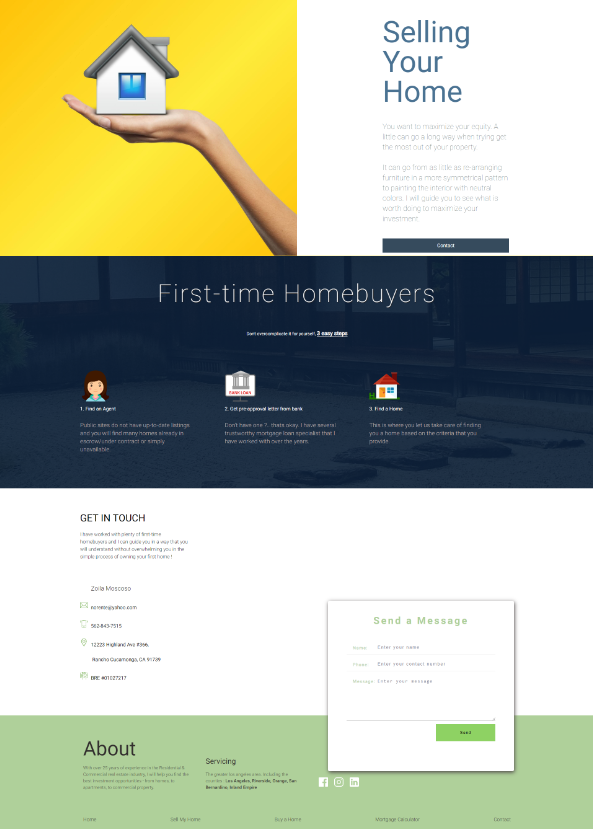 Selling
Your
Home
You want to maximize your equity. A
little can go a long way when trying get
the most out of your property.
It can go from as little as re-arranging
furniture in a more symmetrical pattern
to painting the interior with neutral
colors. I will guide you to see what is
worth doing to maximize your
investment.
Contact
First-time Homebuyers
Don't overcomplicate it for yourself, 3 easy steps
BANK LOAN
1. Find an Agent
Public sites do not have up-to-date listings
and you will find many homes already in
escrow/under contract or simply
unavailable.
2. Get pre-approval letter from bank
Don't have one ?.. thats okay. I have several
trustworthy mortgage loan specialist that I
have worked with over the years.
3. Find a Home
This is where you let us take care of finding
you a home based on the criteria that you
provide.
GET IN TOUCH
I have worked with plenty of first-time
homebuyers and I can guide you in a way that you
will understand without overwhelming you in the
simple process of owning your first home !
Zoila Moscoso
norente@yahoo.com
562-843-7515
12223 Highland Ave #366,
Rancho Cucamonga, CA 91739
BRE #01027217
Send a Message
Name: Enter your name
Phone: Enter your contact number
Message: Enter your message
Send
About
With over 25 years of experience in the Residential &
Commercial real estate industry, I will help you find the
best investment opportunities; from homes, to
apartments, to commercial property.
Servicing
The greater Los Angeles area, including the
counties: Los Angeles, Riverside, Orange, San
Bernardino, Inland Empire
Home
Sell My Home
Buy a Home
Mortgage Calculator
Contact